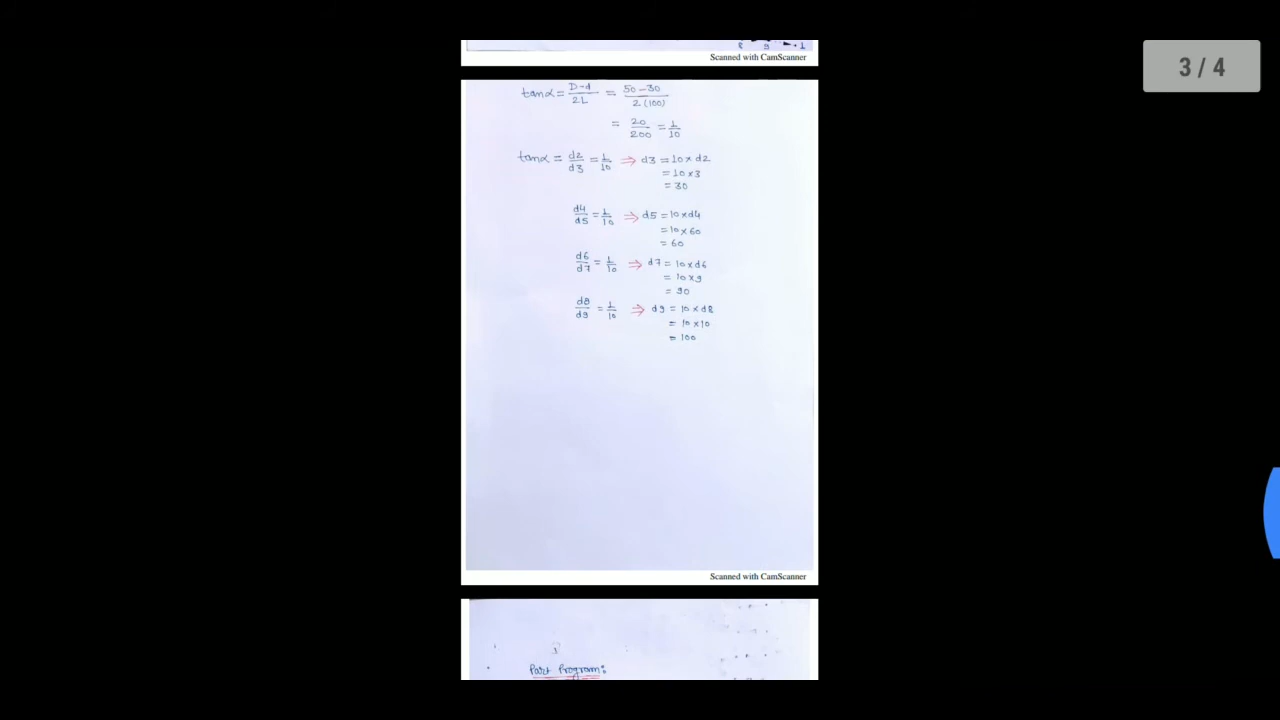 8 9 1
Scanned with CamScanner
3 / 4
tanα = D-d/2L = 50-30/2(100)
= 20/200 = 1/10
tanα = d2/d3 = 1/10 ⇒ d3 = 10 × d2
= 10 × 3
= 30
d4/d5 = 1/10 ⇒ d5 = 10 × d4
= 10 × 60
= 60
d6/d7 = 1/10 ⇒ d7 = 10 × d6
= 10 × 9
= 90
d8/d9 = 1/10 ⇒ d9 = 10 × d8
= 10 × 10
= 100
Scanned with CamScanner
Part Program: